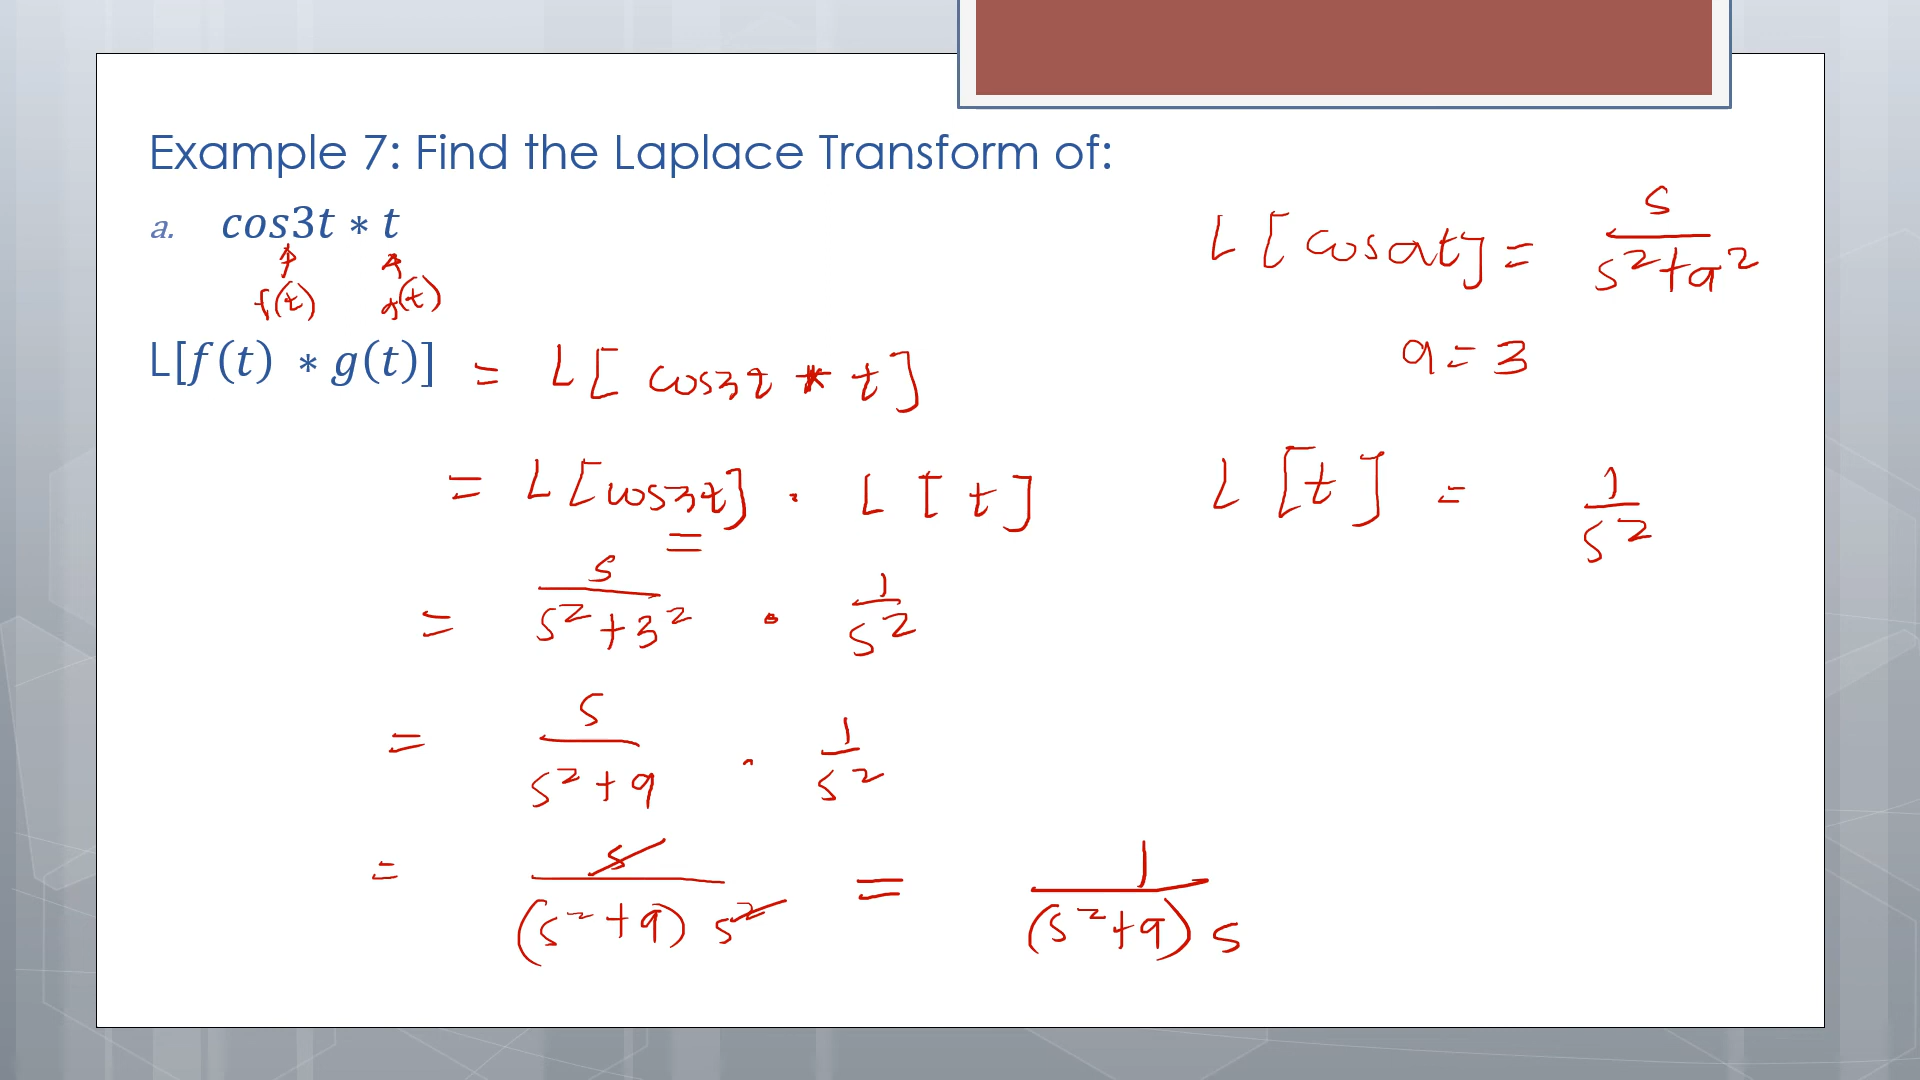 Example 7: Find the Laplace Transform of:
a. cos3t ∗ t
f(t) g(t)
L[f(t) ∗ g(t)] = L[cos3t * t]
= L[cos3t] · L[t]
= s/(s²+3²) · 1/s²
= s/(s²+9) · 1/s²
= s/((s²+9) s²) = 1/((s²+9) s)
L[cosat] = s/(s²+a²)
a = 3
L[t] = 1/s²